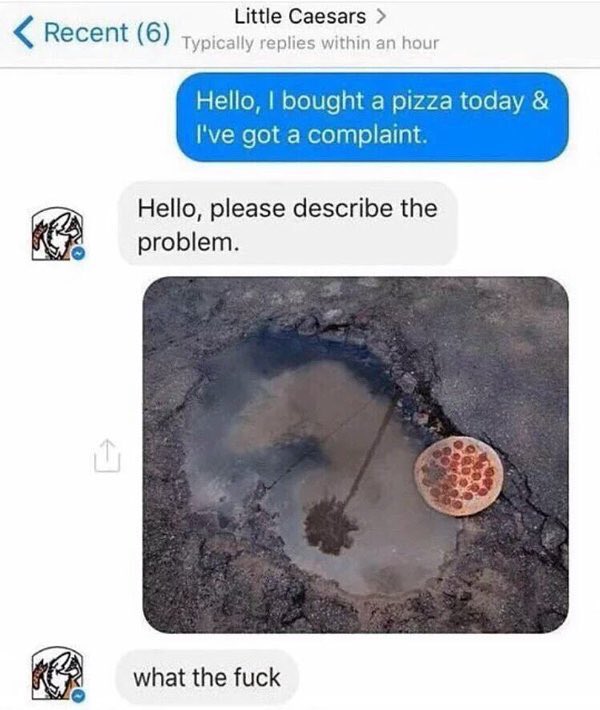 Little Caesars >
Recent (6)
Typically replies within an hour
Hello, I bought a pizza today &
I've got a complaint.
Hello, please describe the
problem.
what the fuck